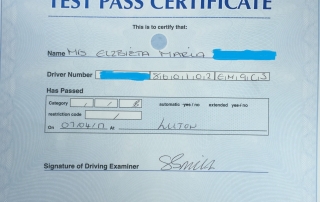 TEST PASS CERTIFICATE
This is to certify that:
Name Miss ELZBIETA MARIA
Driver Number
Has Passed
Category B automatic -yes / no extended yes / no
restriction code
On 07/04/17 At LUTON
Signature of Driving Examiner